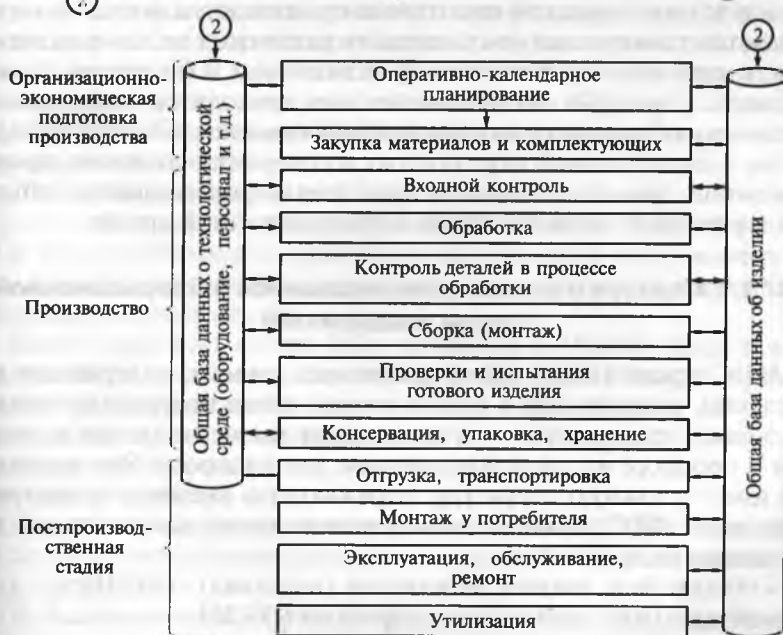 2
2
Организационно-
экономическая
подготовка
производства
Производство
Постпроизвод-
ственная
стадия
Общая база данных о технологической
среде (оборудование, персонал и т.д.)
Оперативно-календарное
планирование
Закупка материалов и комплектующих
Входной контроль
Обработка
Контроль деталей в процессе
обработки
Сборка (монтаж)
Проверки и испытания
готового изделия
Консервация, упаковка, хранение
Отгрузка, транспортировка
Монтаж у потребителя
Эксплуатация, обслуживание,
ремонт
Утилизация
Общая база данных об изделии